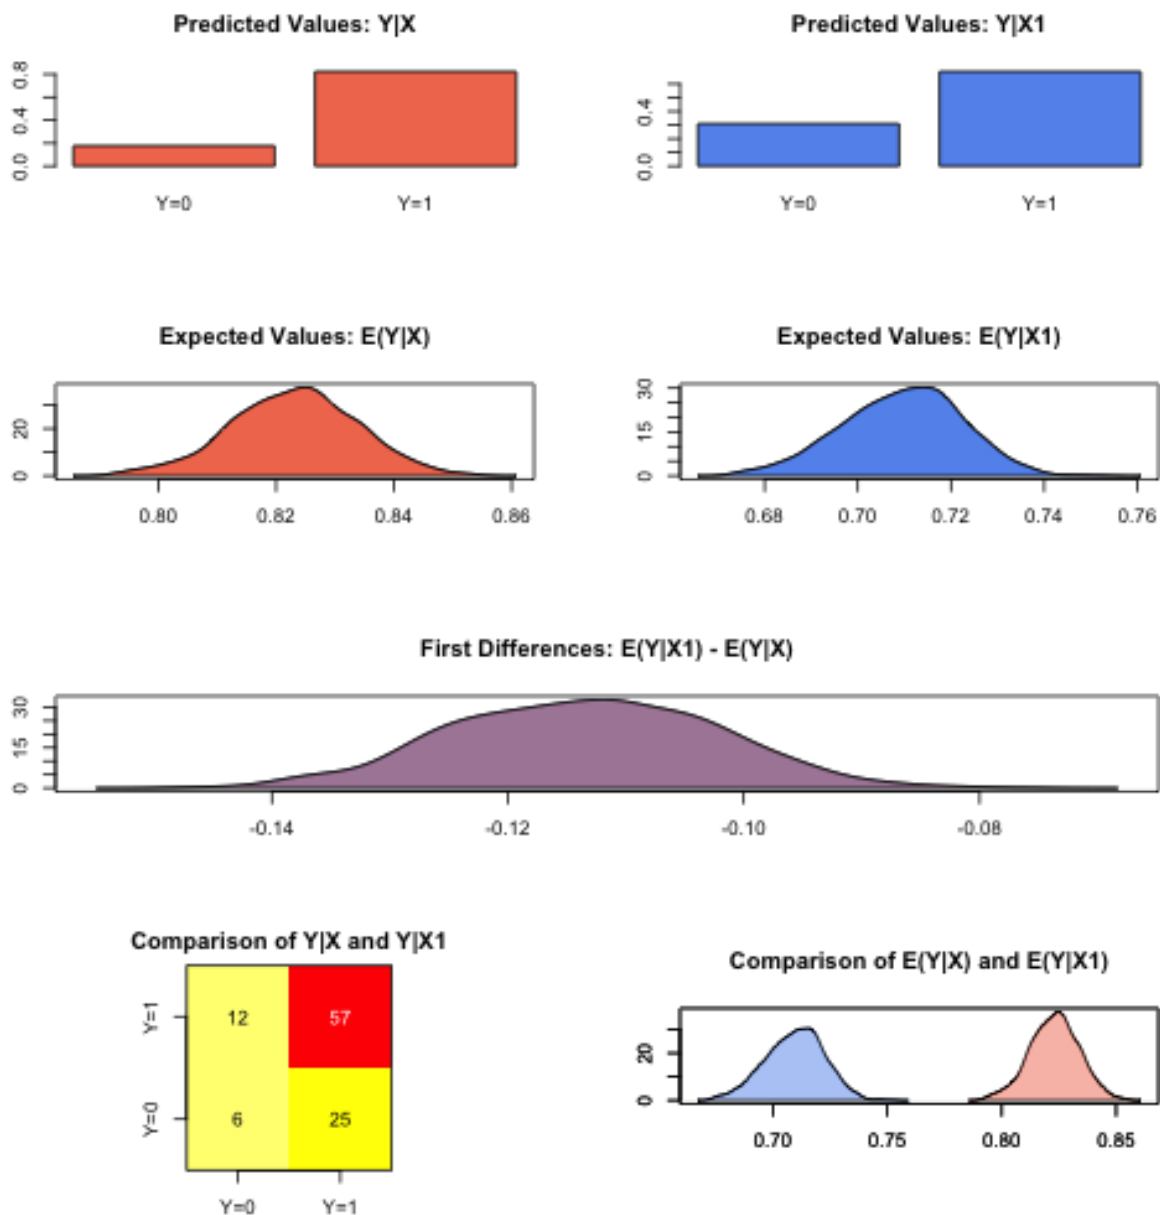 Predicted Values: Y|X
Predicted Values: Y|X1
0.0 0.4 0.8
Y=0 Y=1
0.0 0.4
Y=0 Y=1
Expected Values: E(Y|X)
Expected Values: E(Y|X1)
0 20
0.80 0.82 0.84 0.86
0 15 30
0.68 0.70 0.72 0.74 0.76
First Differences: E(Y|X1) - E(Y|X)
0 15 30
-0.14 -0.12 -0.10 -0.08
Comparison of Y|X and Y|X1
Y=1 12 57
Y=0 6 25
Y=0 Y=1
Comparison of E(Y|X) and E(Y|X1)
0 20
0.70 0.75 0.80 0.85